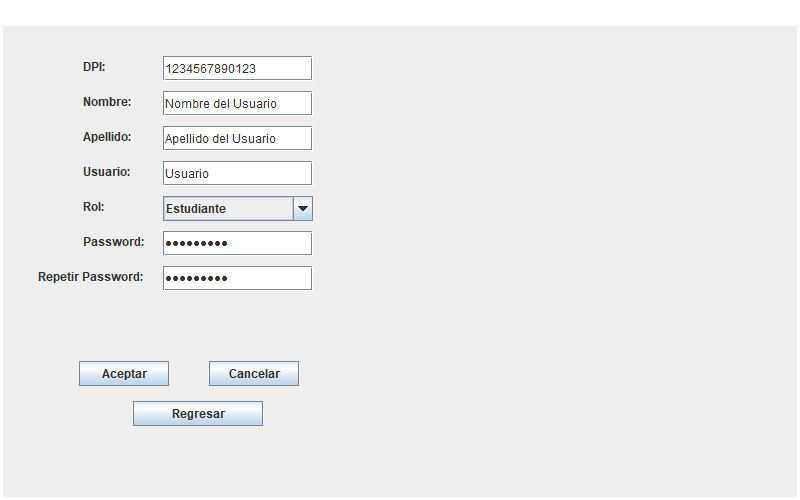 DPI: 1234567890123
Nombre: Nombre del Usuario
Apellido: Apellido del Usuario
Usuario: Usuario
Rol: Estudiante
Password: •••••••••
Repetir Password: •••••••••
Aceptar Cancelar
Regresar